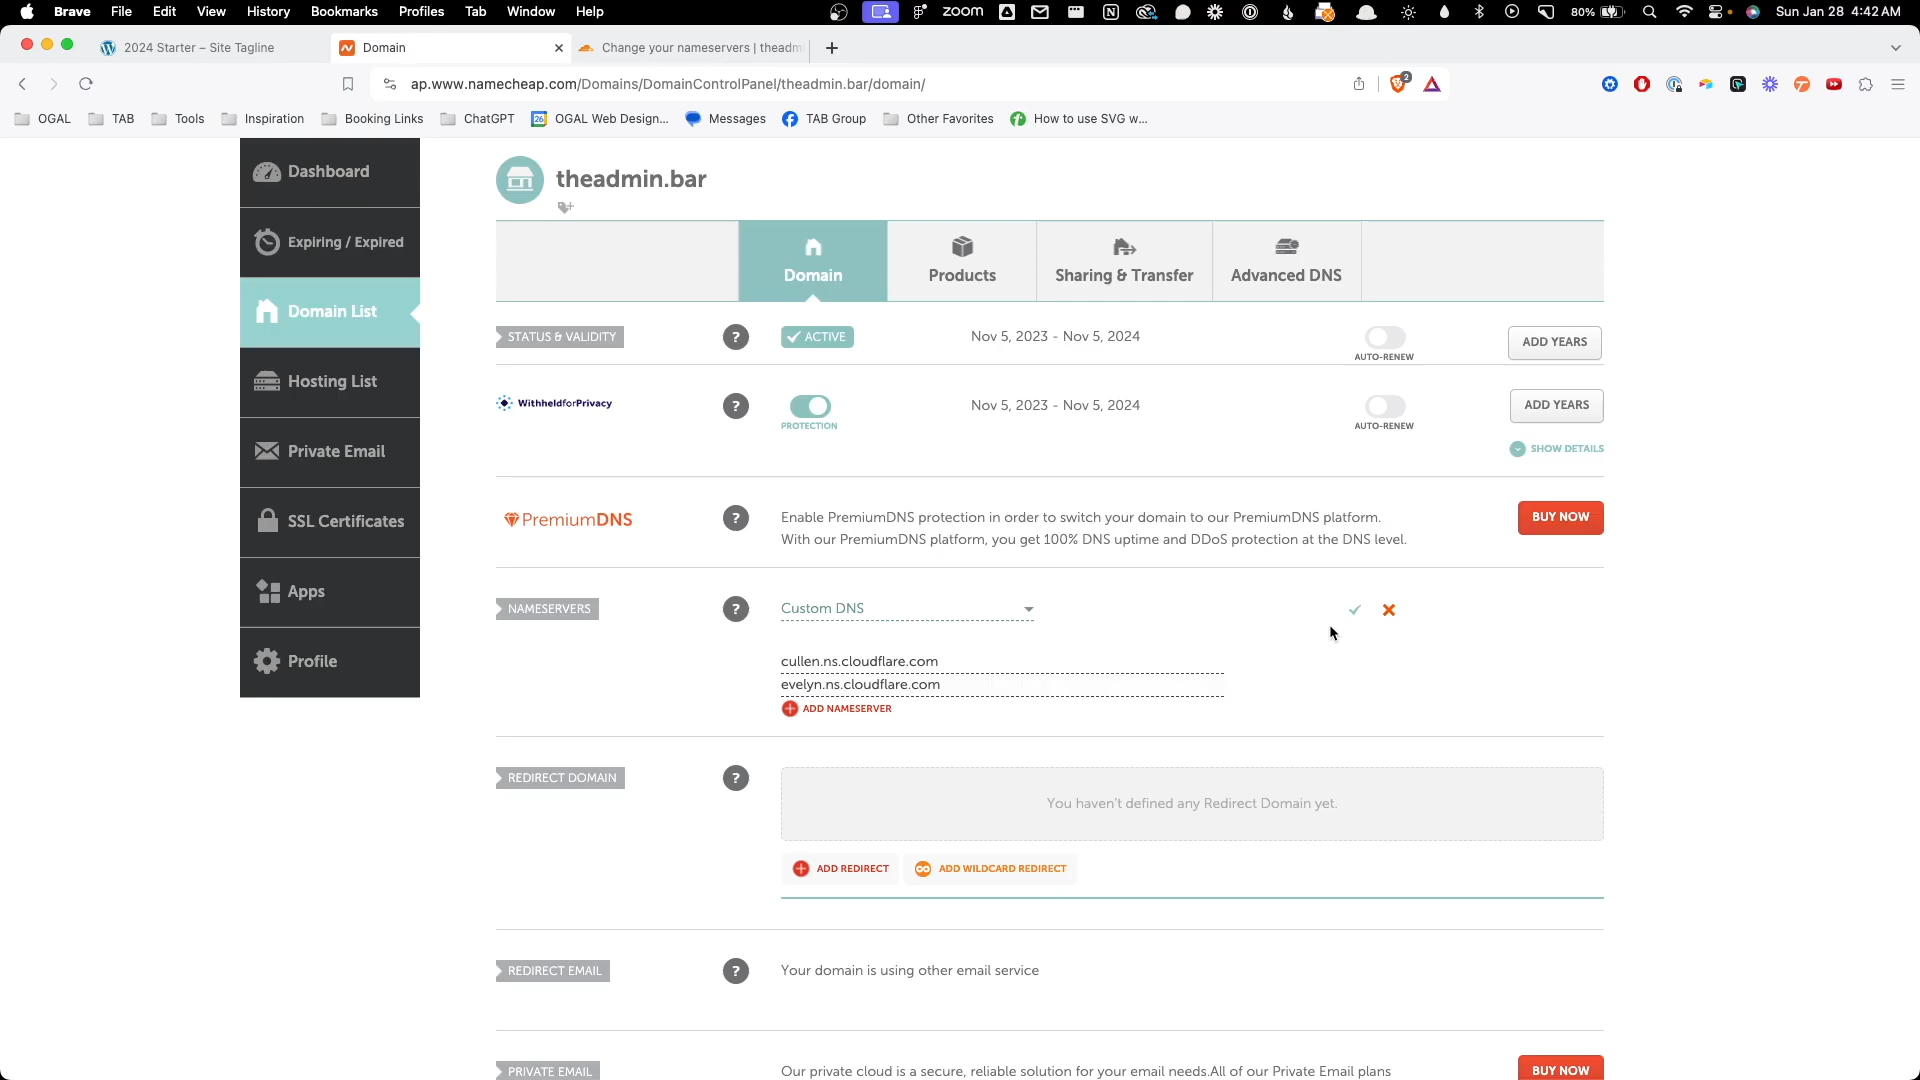 Brave File Edit View History Bookmarks Profiles Tab Window Help zoom 80% Sun Jan 28 4:42 AM
2024 Starter – Site Tagline Domain Change your nameservers | theadm
ap.www.namecheap.com/Domains/DomainControlPanel/theadmin.bar/domain/ 2
OGAL TAB Tools Inspiration Booking Links ChatGPT 26 OGAL Web Design... Messages TAB Group Other Favorites How to use SVG w...
Dashboard
Expiring / Expired
Domain List
Hosting List
Private Email
SSL Certificates
Apps
Profile
theadmin.bar
Domain Products Sharing & Transfer Advanced DNS
STATUS & VALIDITY ? ACTIVE Nov 5, 2023 - Nov 5, 2024 AUTO-RENEW ADD YEARS
WithheldforPrivacy ? PROTECTION Nov 5, 2023 - Nov 5, 2024 AUTO-RENEW ADD YEARS
SHOW DETAILS
PremiumDNS ? Enable PremiumDNS protection in order to switch your domain to our PremiumDNS platform. BUY NOW
With our PremiumDNS platform, you get 100% DNS uptime and DDoS protection at the DNS level.
NAMESERVERS ? Custom DNS
cullen.ns.cloudflare.com
evelyn.ns.cloudflare.com
ADD NAMESERVER
REDIRECT DOMAIN ? You haven't defined any Redirect Domain yet.
ADD REDIRECT ADD WILDCARD REDIRECT
REDIRECT EMAIL ? Your domain is using other email service
PRIVATE EMAIL Our private cloud is a secure, reliable solution for your email needs.All of our Private Email plans BUY NOW